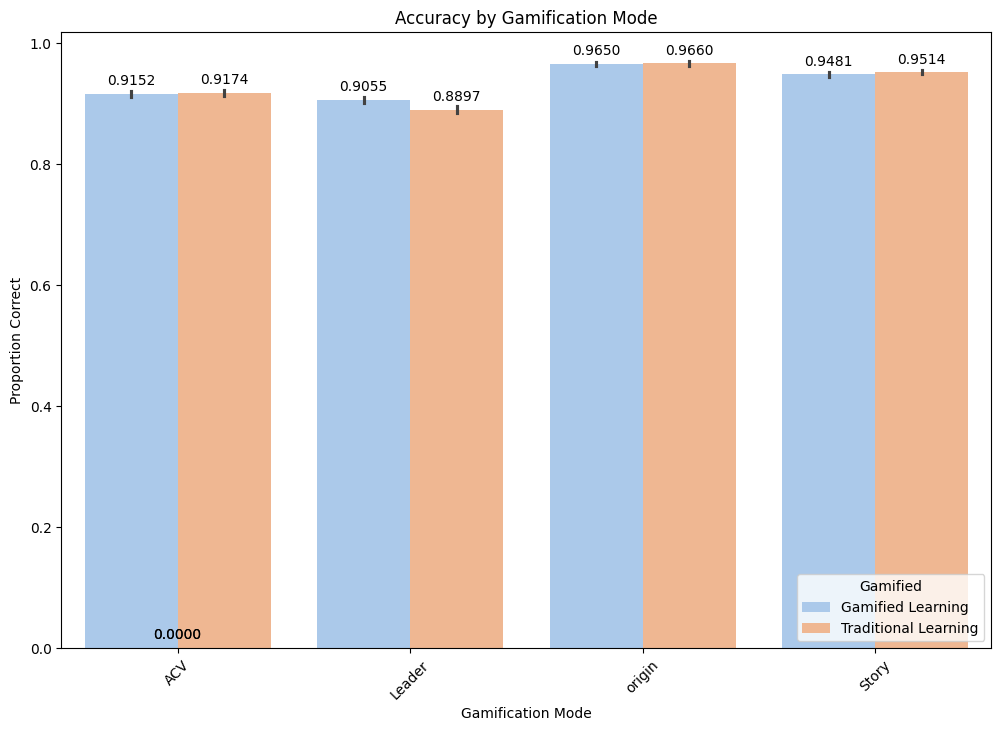 Accuracy by Gamification Mode
1.0
0.8
0.6
0.4
0.2
0.0
Proportion Correct
0.9152
0.9174
0.9055
0.8897
0.9650
0.9660
0.9481
0.9514
0.0000
Gamified
Gamified Learning
Traditional Learning
ACV
Leader
origin
Story
Gamification Mode